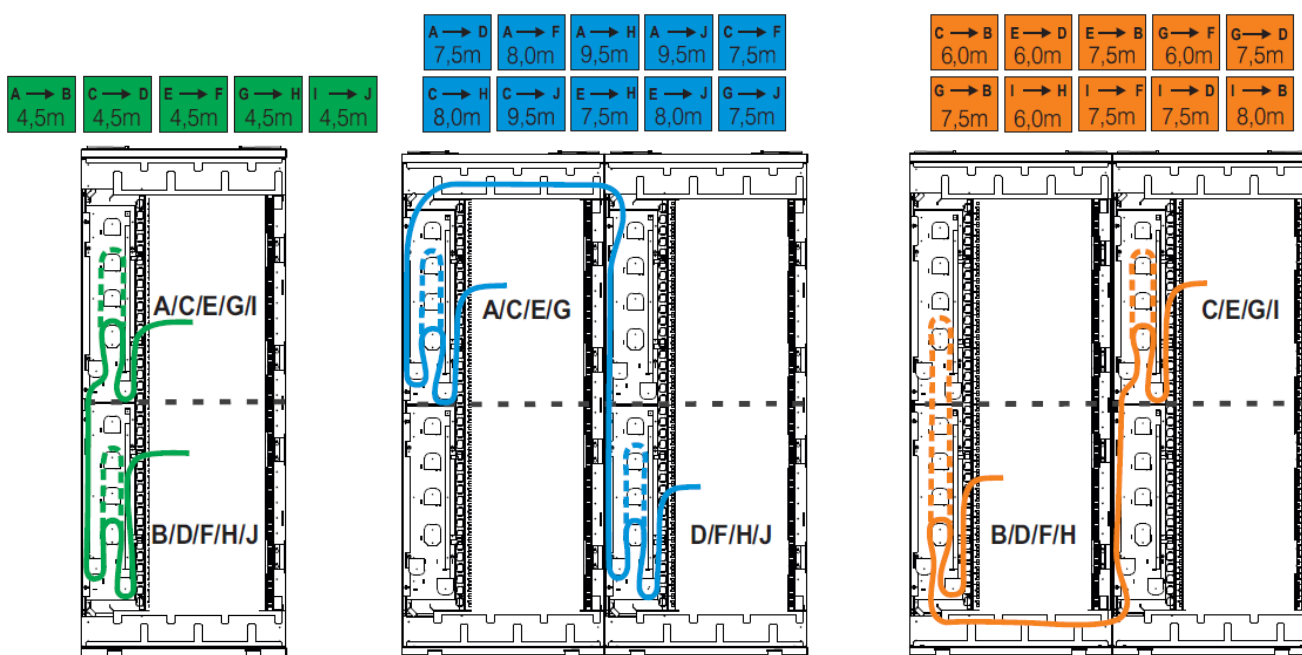 A → D A → F A → H A → J C → F
7,5m 8,0m 9,5m 9,5m 7,5m
C → H C → J E → H E → J G → J
8,0m 9,5m 7,5m 8,0m 7,5m
C → B E → D E → B G → F G → D
6,0m 6,0m 7,5m 6,0m 7,5m
G → B I → H I → F I → D I → B
7,5m 6,0m 7,5m 7,5m 8,0m
A → B C → D E → F G → H I → J
4,5m 4,5m 4,5m 4,5m 4,5m
A/C/E/G/I
B/D/F/H/J
A/C/E/G
D/F/H/J
C/E/G/I
B/D/F/H